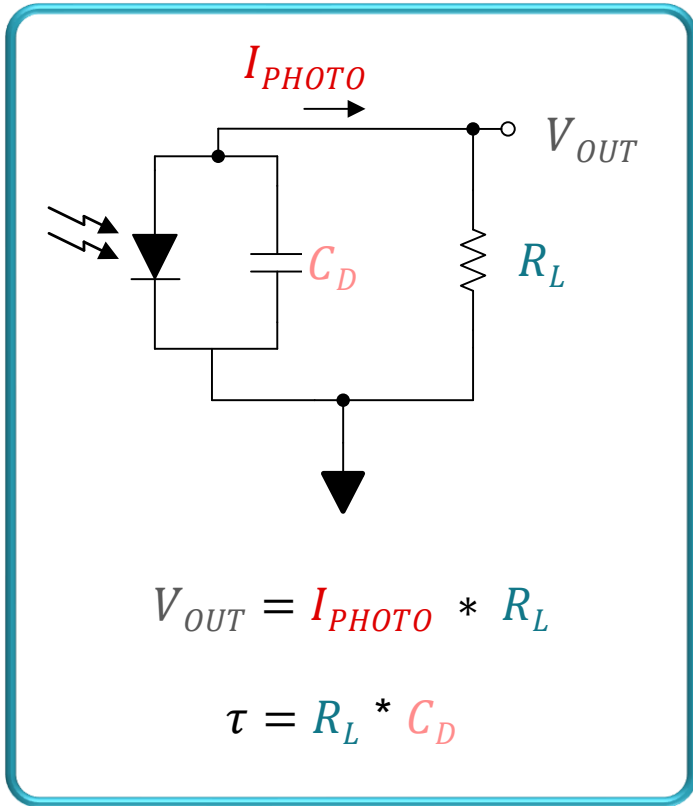 I_PHOTO
V_OUT
C_D
R_L
V_OUT = I_PHOTO * R_L
τ = R_L * C_D